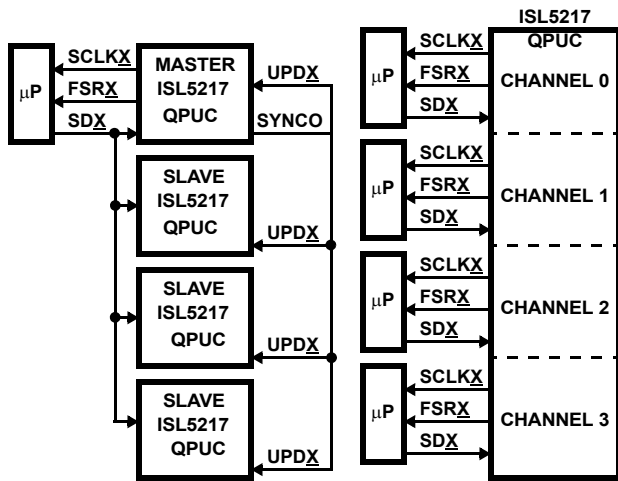 μP
SCLKX
FSRX
SDX
MASTER
ISL5217
QPUC
UPDX
SYNCO
SLAVE
ISL5217
QPUC
UPDX
SLAVE
ISL5217
QPUC
UPDX
SLAVE
ISL5217
QPUC
UPDX
ISL5217
QPUC
μP
SCLKX
FSRX
SDX
CHANNEL 0
μP
SCLKX
FSRX
SDX
CHANNEL 1
μP
SCLKX
FSRX
SDX
CHANNEL 2
μP
SCLKX
FSRX
SDX
CHANNEL 3